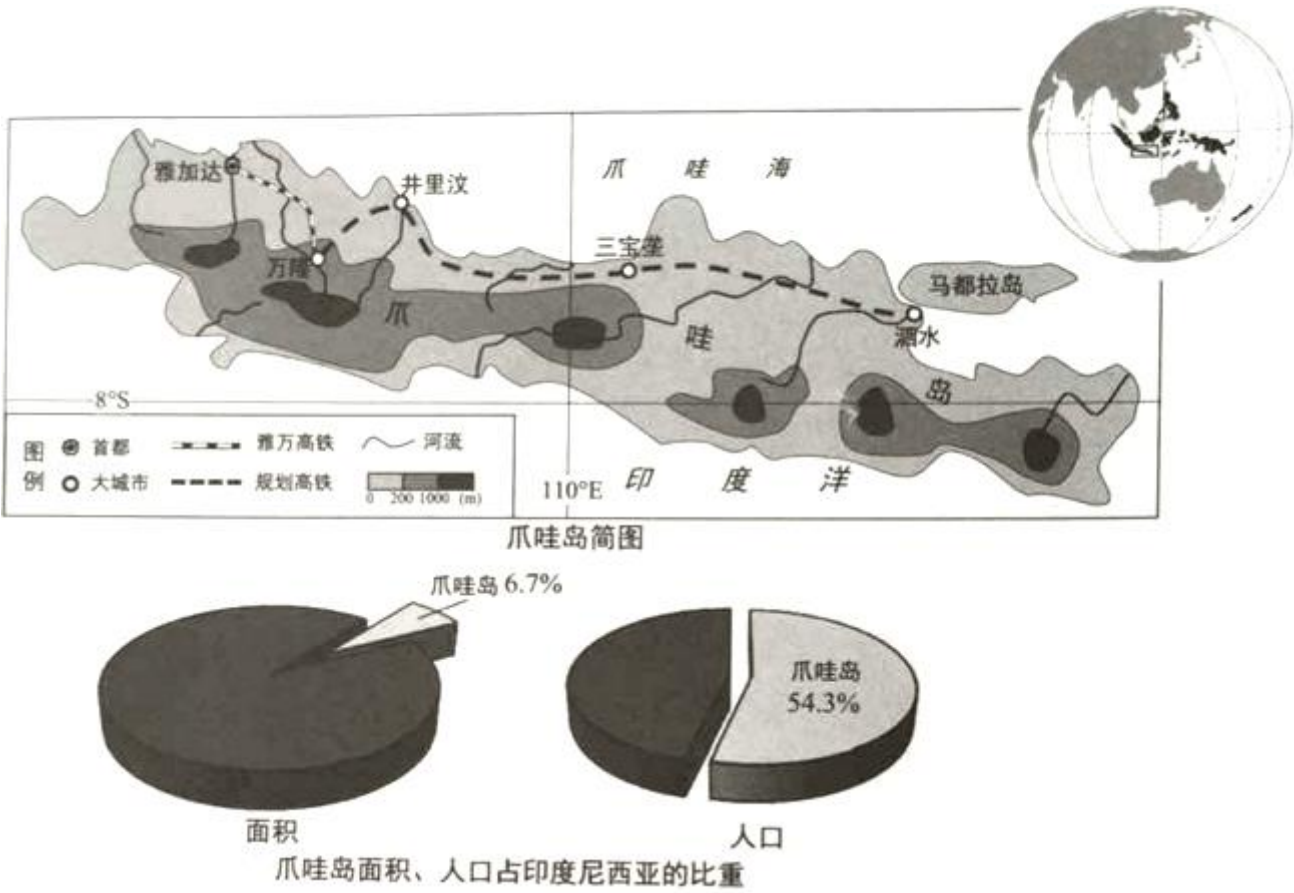 雅加达
井里汶
爪 哇 海
三宝垄
万隆
马都拉岛
爪
哇
泗水
岛
8°S
图例
首都
雅万高铁
河流
大城市
规划高铁
0 200 1000 (m)
110°E
印 度 洋
爪哇岛简图
爪哇岛 6.7%
爪哇岛
54.3%
面积
人口
爪哇岛面积、人口占印度尼西亚的比重